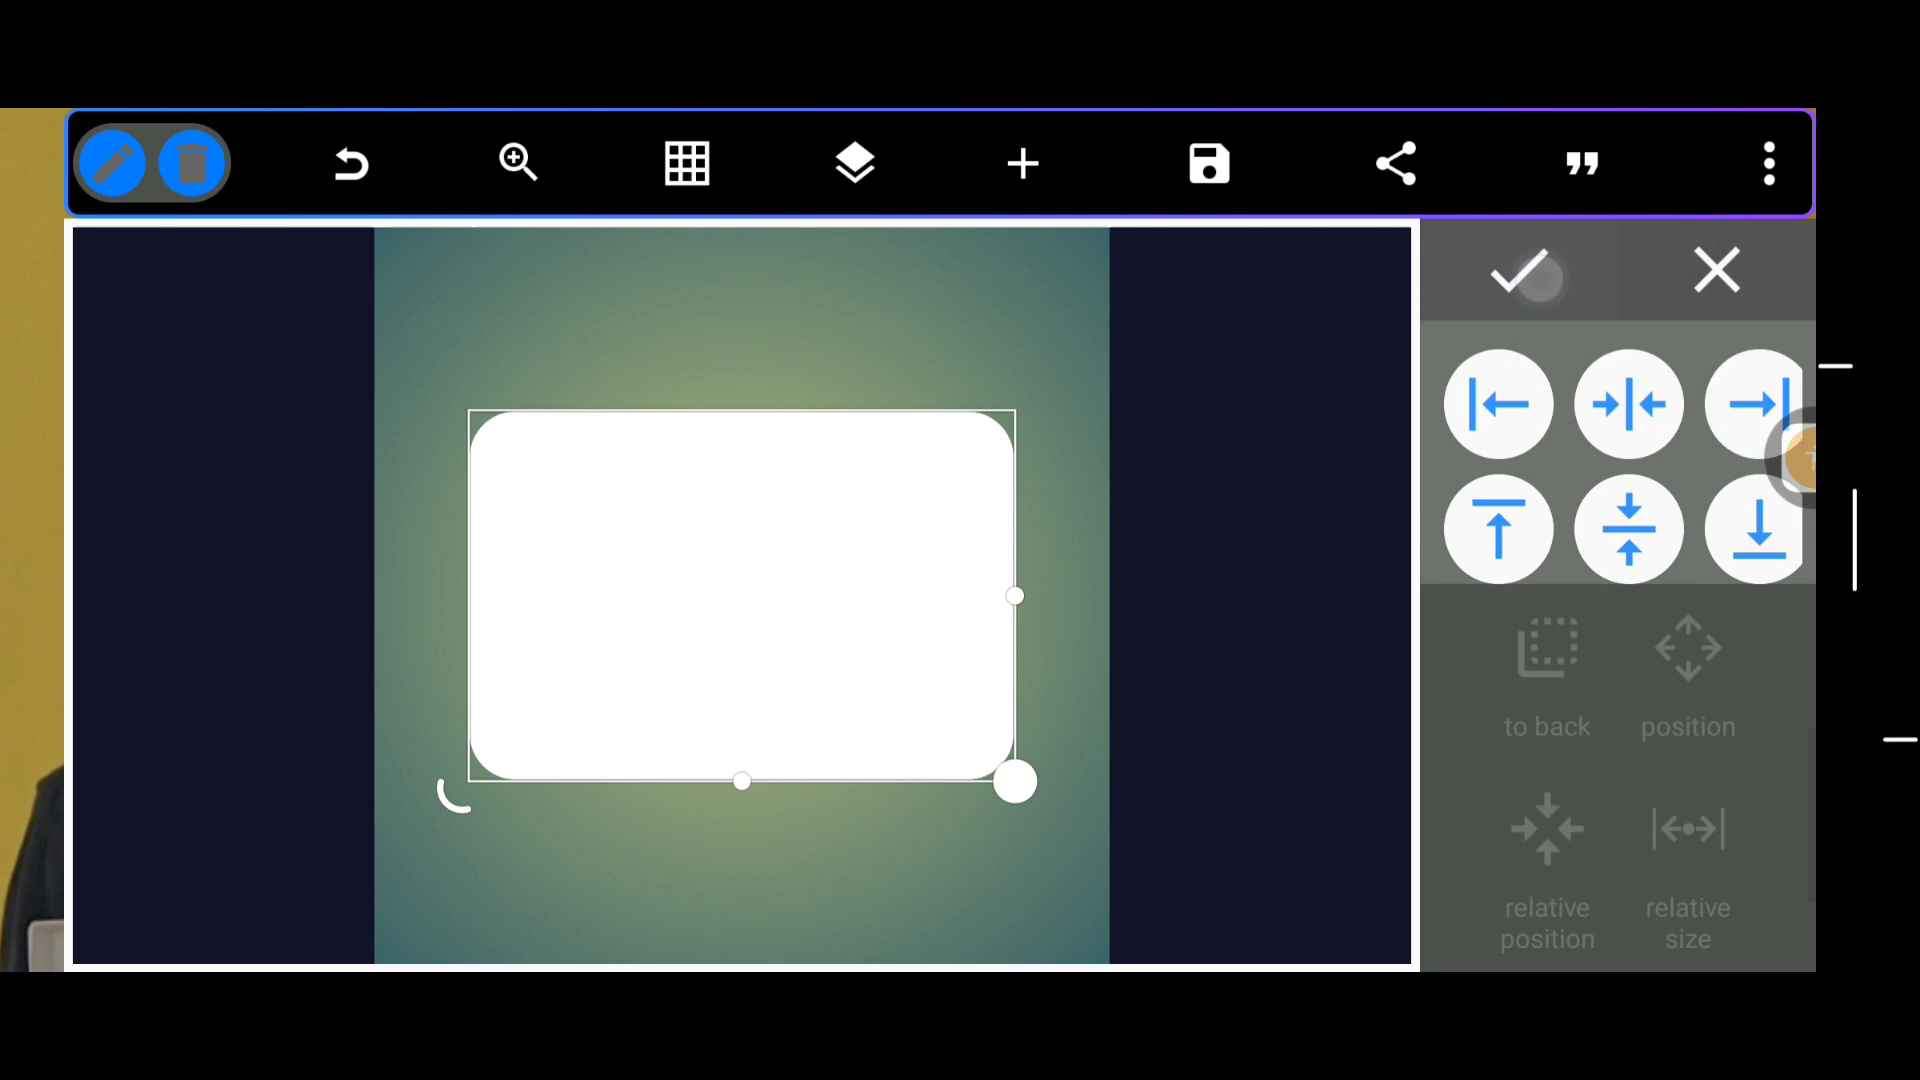 to back
position
relative
position
relative
size